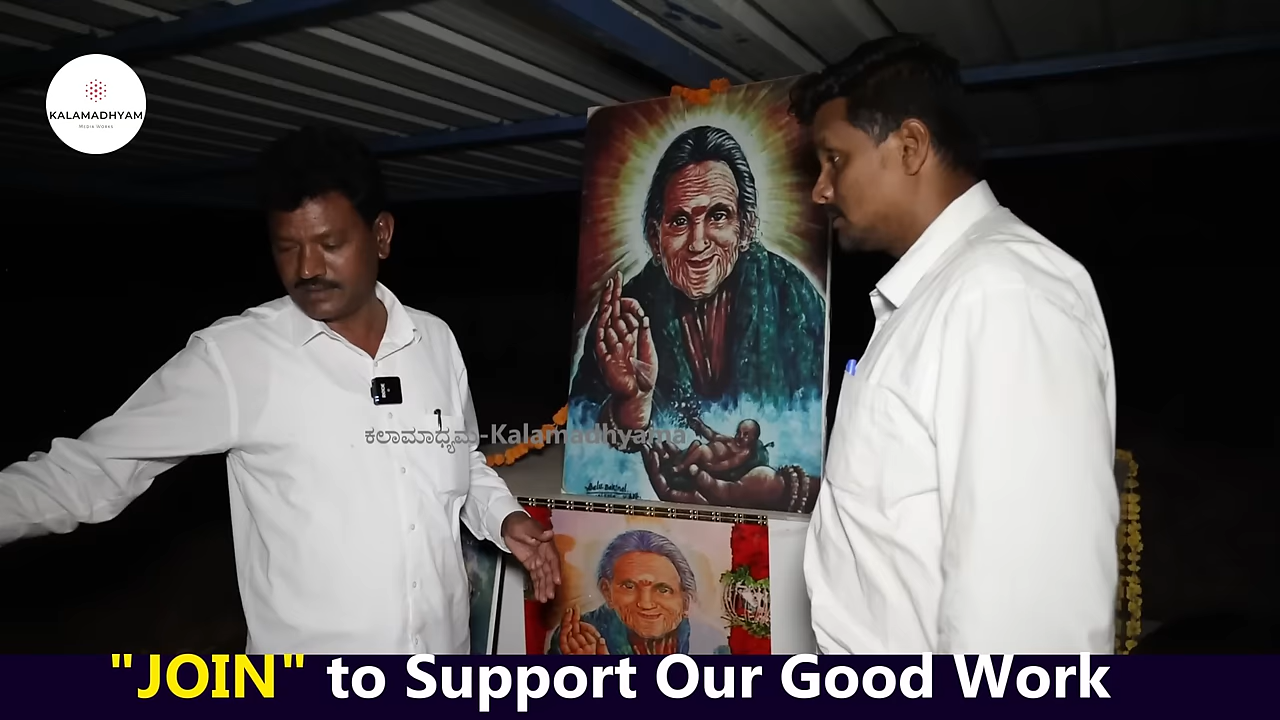 KALAMADHYAM
MEDIA WORKS
ಕಲಾಮಾಧ್ಯಮ-Kalamadhyama
"JOIN" to Support Our Good Work